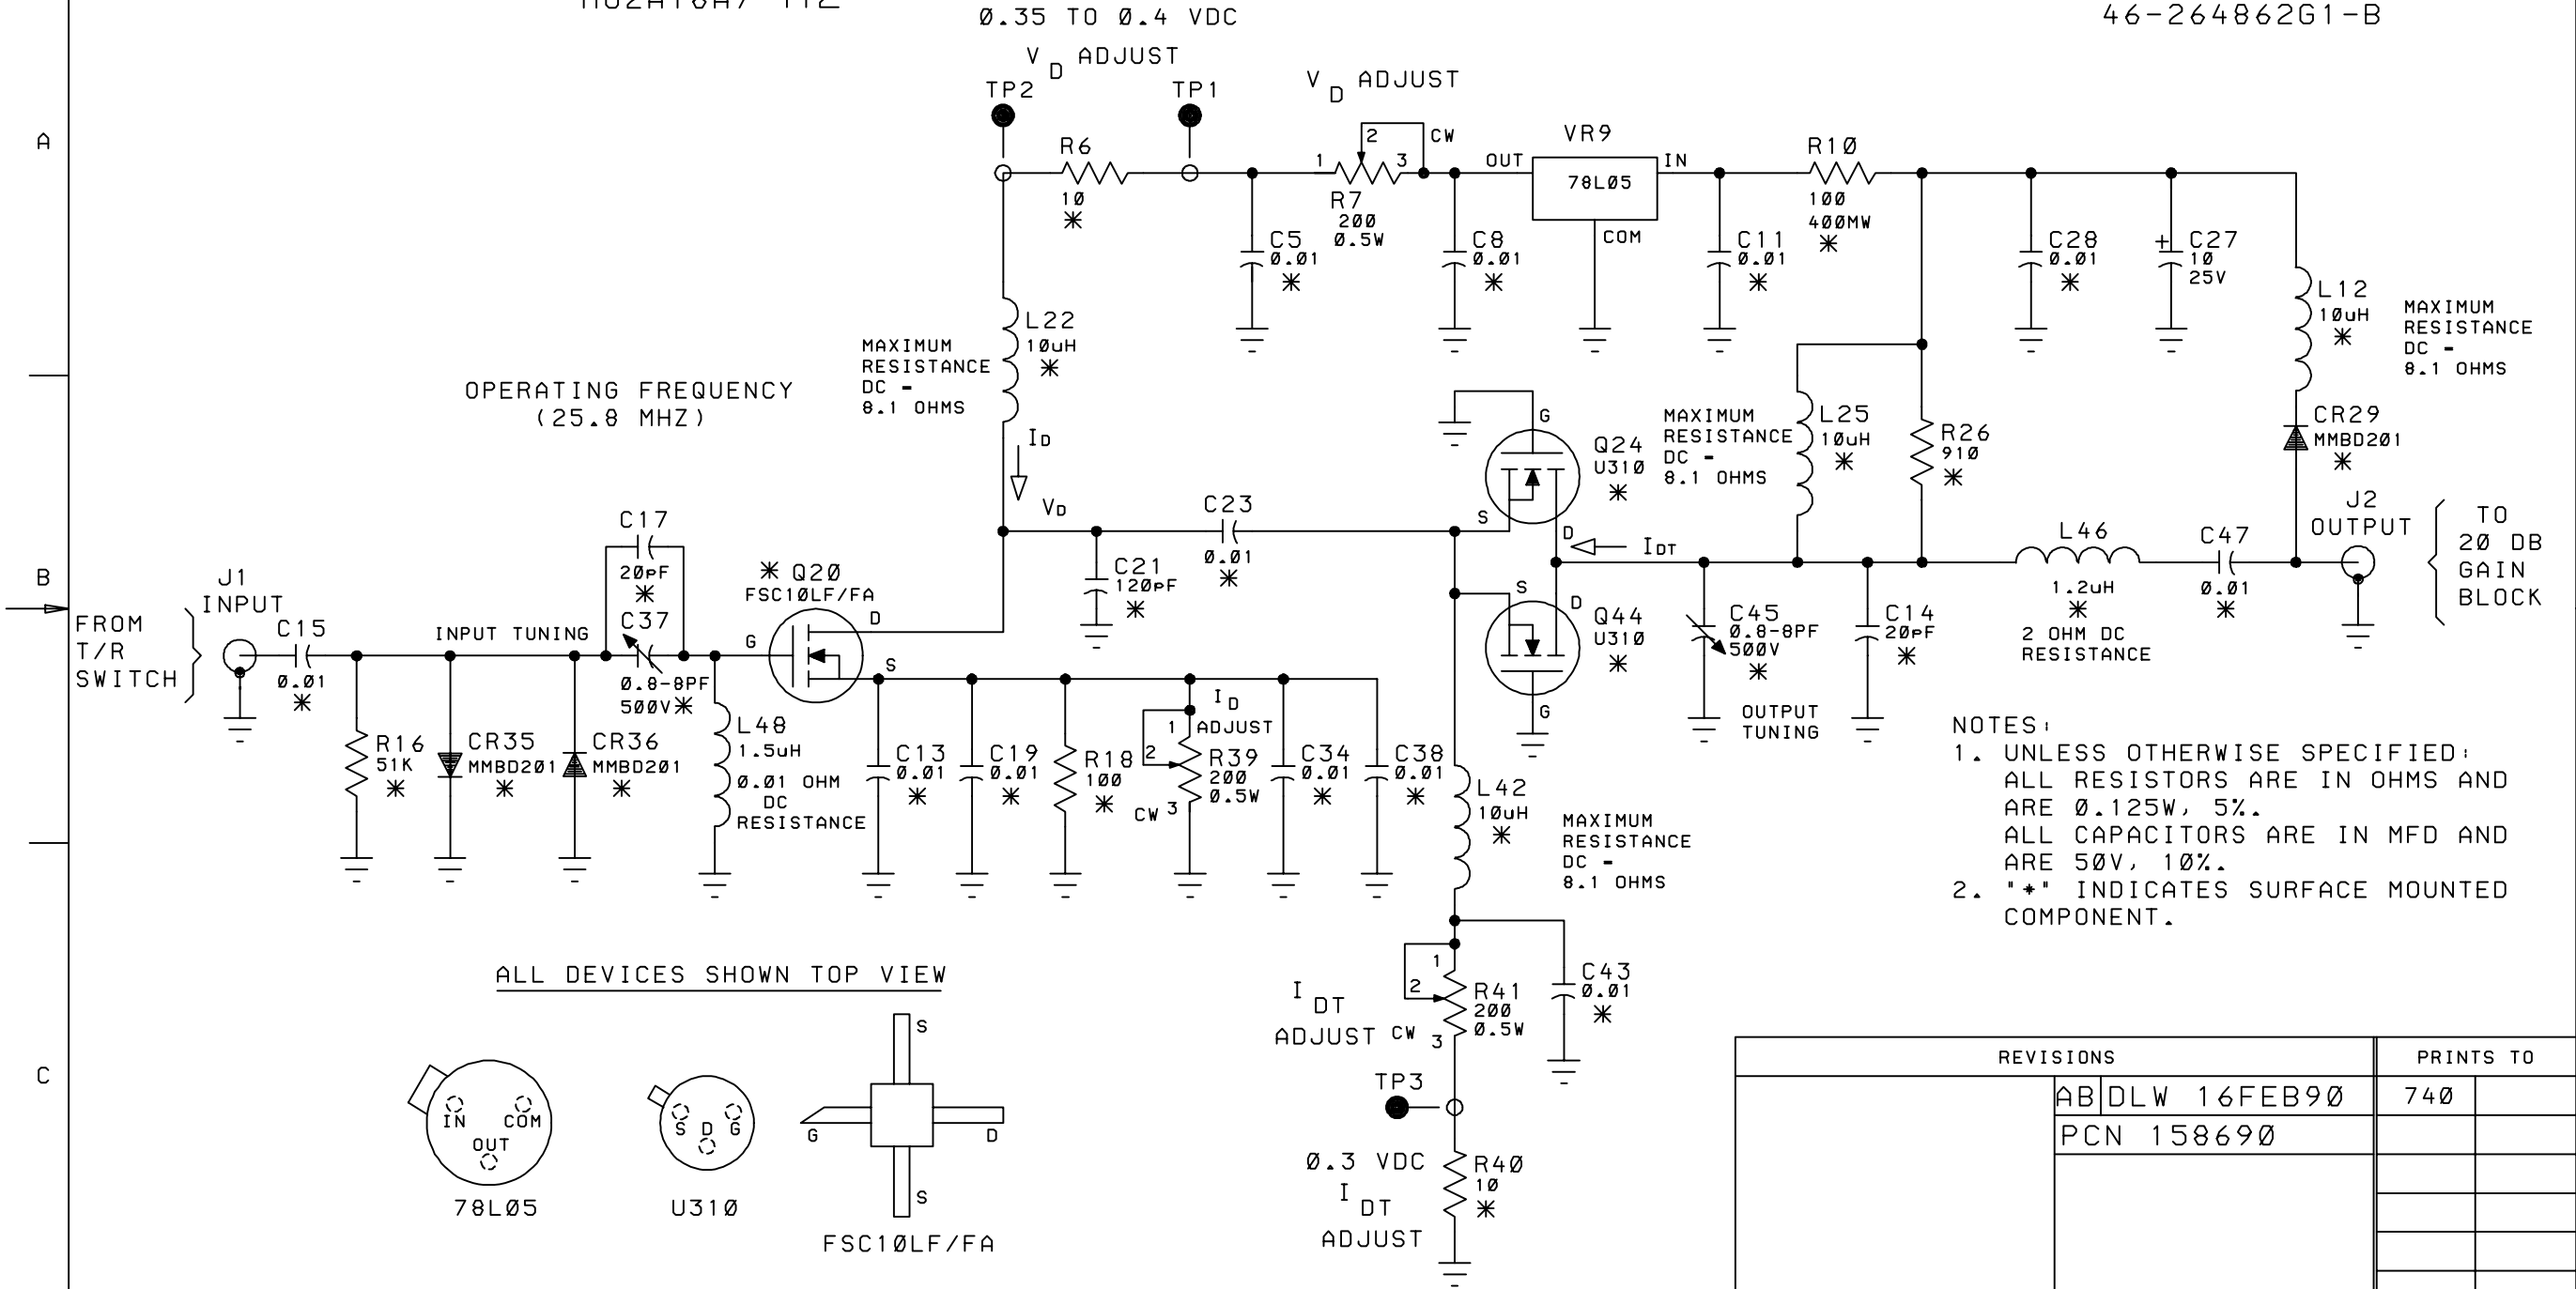 0.35 TO 0.4 VDC
46-264862G1-B
V D ADJUST
TP2
TP1
V D ADJUST
A
R6
10
*
1
2
3
CW
R7
200
0.5W
OUT
VR9
78L05
IN
COM
R10
100
400MW
*
C5
0.01
*
C8
0.01
*
C11
0.01
*
C28
0.01
*
+
C27
10
25V
L12
10uH
*
MAXIMUM
RESISTANCE
DC -
8.1 OHMS
L22
10uH
*
MAXIMUM
RESISTANCE
DC -
8.1 OHMS
OPERATING FREQUENCY
(25.8 MHZ)
ID
VD
G
Q24
U310
*
S
D
MAXIMUM
RESISTANCE
DC -
8.1 OHMS
L25
10uH
*
R26
910
*
CR29
MMBD201
*
J2
OUTPUT
TO
20 DB
GAIN
BLOCK
B
FROM
T/R
SWITCH
J1
INPUT
C15
0.01
*
INPUT TUNING
C17
20pF
*
C37
0.8-8PF
500V*
* Q20
FSC10LF/FA
G
D
S
C21
120pF
*
C23
0.01
*
IDT
S
D
Q44
U310
*
G
C45
0.8-8PF
500V
*
OUTPUT
TUNING
C14
20pF
*
L46
1.2uH
*
2 OHM DC
RESISTANCE
C47
0.01
*
R16
51K
*
CR35
MMBD201
*
CR36
MMBD201
*
L48
1.5uH
0.01 OHM
DC
RESISTANCE
C13
0.01
*
C19
0.01
*
R18
100
*
I D
ADJUST
1
2
CW 3
R39
200
0.5W
C34
0.01
*
C38
0.01
*
L42
10uH
*
MAXIMUM
RESISTANCE
DC -
8.1 OHMS
NOTES:
1. UNLESS OTHERWISE SPECIFIED:
ALL RESISTORS ARE IN OHMS AND
ARE 0.125W, 5%.
ALL CAPACITORS ARE IN MFD AND
ARE 50V, 10%.
2. "*" INDICATES SURFACE MOUNTED
COMPONENT.
ALL DEVICES SHOWN TOP VIEW
C
IN
COM
OUT
78L05
S D G
U310
S
G
D
S
FSC10LF/FA
I DT
ADJUST
CW
1
2
3
R41
200
0.5W
C43
0.01
*
TP3
0.3 VDC
I DT
ADJUST
R40
10
*
REVISIONS
PRINTS TO
AB DLW 16FEB90
740
PCN 158690